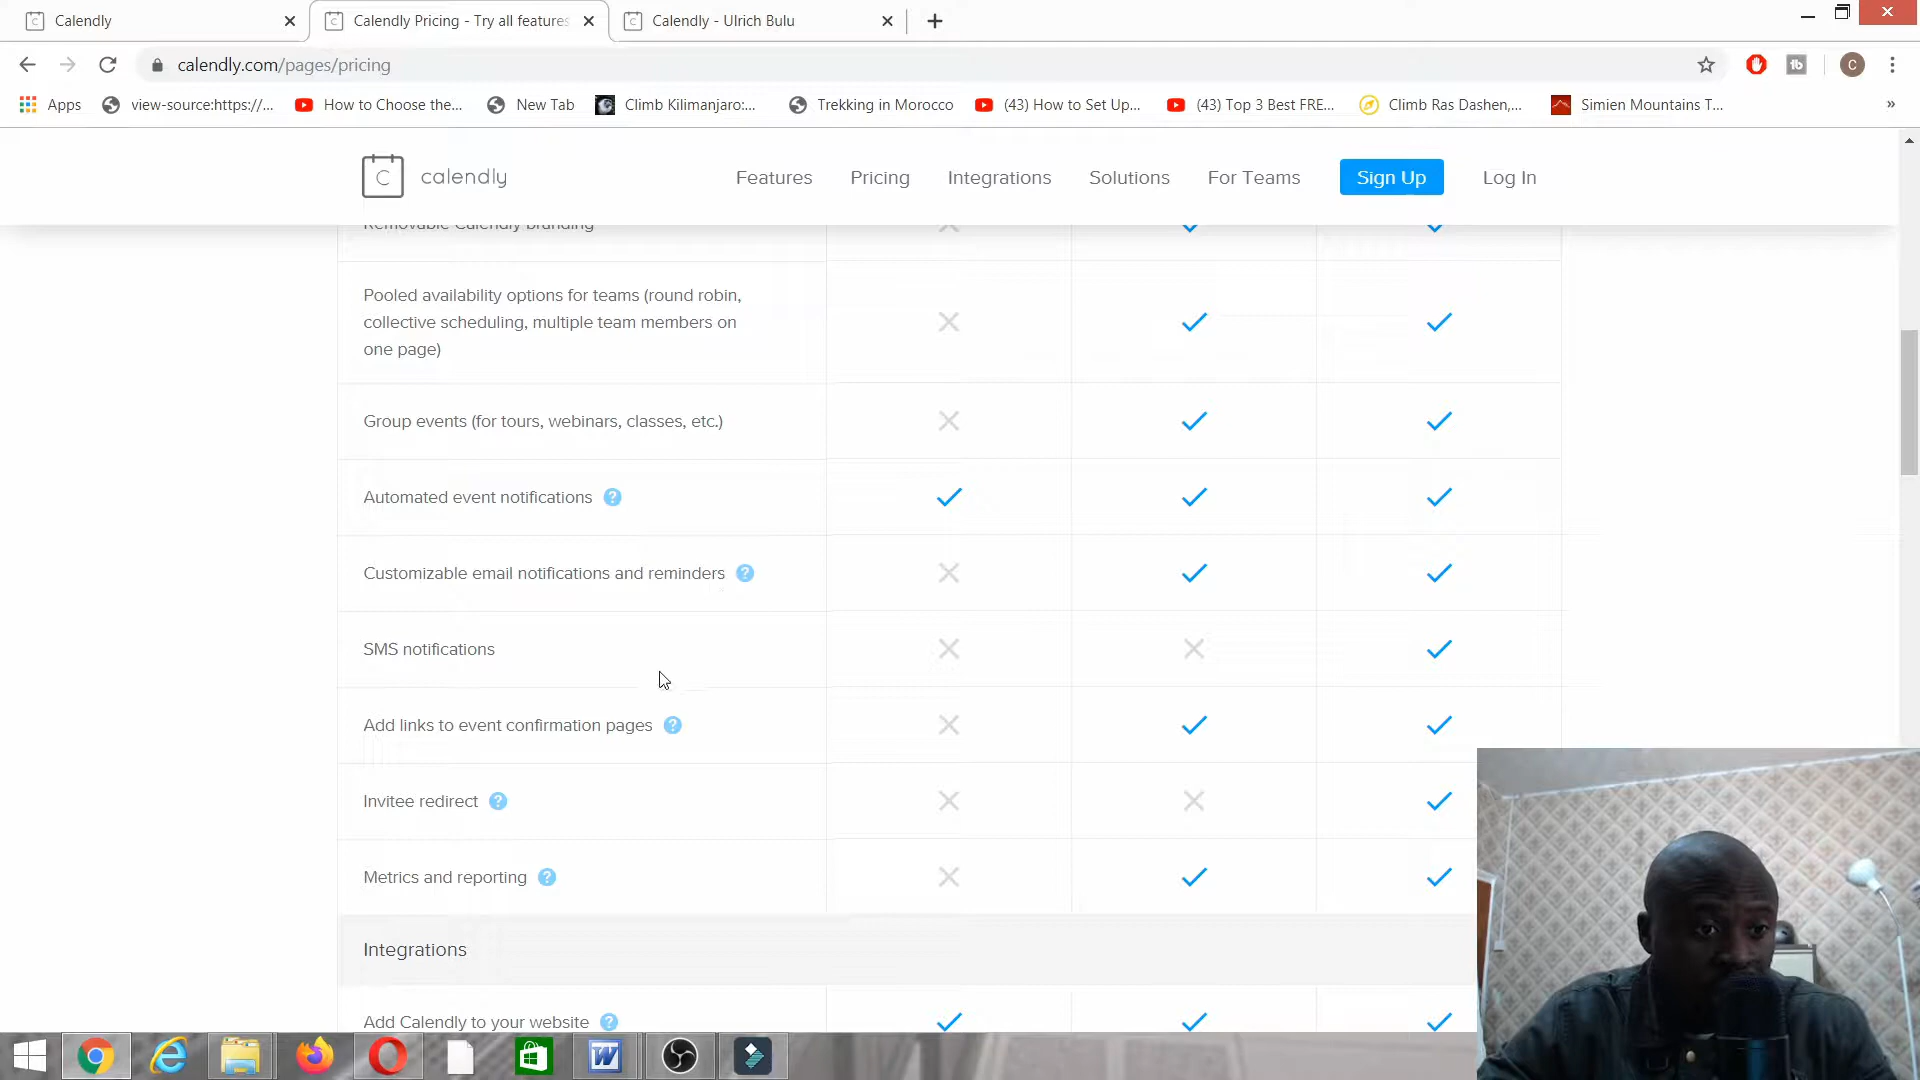 Calendly
Calendly Pricing - Try all features
Calendly - Ulrich Bulu
calendly.com/pages/pricing
C
Apps
view-source:https://...
How to Choose the...
New Tab
Climb Kilimanjaro:...
Trekking in Morocco
(43) How to Set Up...
(43) Top 3 Best FRE...
Climb Ras Dashen,...
Simien Mountains T...
»
C calendly
Features
Pricing
Integrations
Solutions
For Teams
Sign Up
Log In
Removable Calendly branding
Pooled availability options for teams (round robin,
collective scheduling, multiple team members on
one page)
Group events (for tours, webinars, classes, etc.)
Automated event notifications ?
Customizable email notifications and reminders ?
SMS notifications
Add links to event confirmation pages ?
Invitee redirect ?
Metrics and reporting ?
Integrations
Add Calendly to your website ?